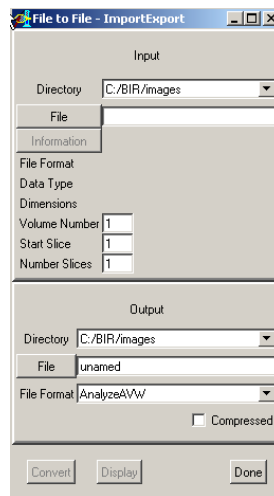 File to File - ImportExport
Input
Directory C:/BIR/images
File
Information
File Format
Data Type
Dimensions
Volume Number 1
Start Slice 1
Number Slices 1
Output
Directory C:/BIR/images
File unamed
File Format AnalyzeAVW
Compressed
Convert Display Done